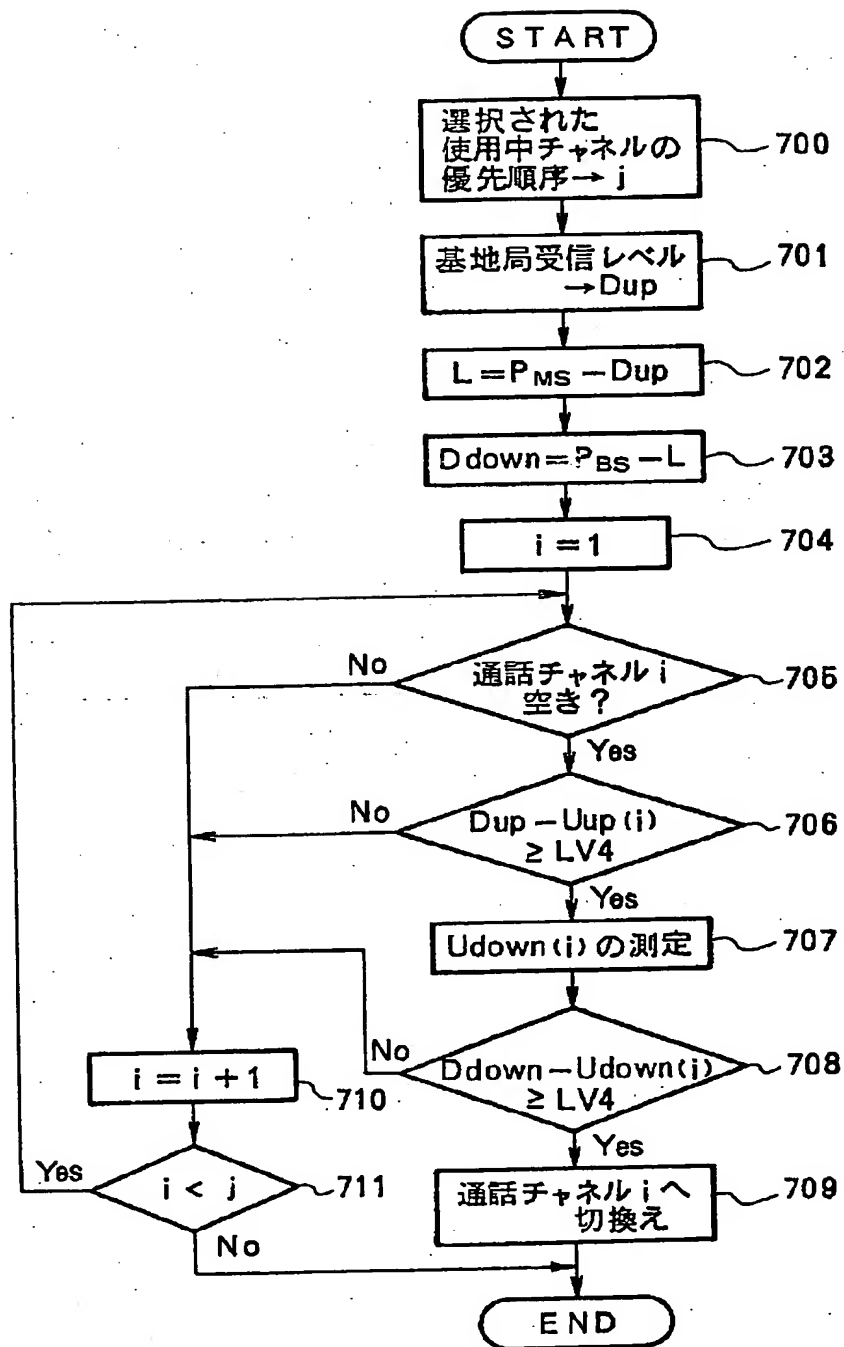 START
選択された
使用中チャネルの
優先順序→ j
700
基地局受信レベル
→Dup
701
L=PMS−Dup
702
Ddown=PBS−L
703
i=1
704
通話チャネル i
空き?
705
No
Yes
Dup−Uup(i)
≥ LV4
706
No
Yes
Udown(i)の測定
707
Ddown−Udown(i)
≥ LV4
708
No
Yes
i=i+1
710
i < j
711
Yes
No
通話チャネル i へ
切換え
709
END